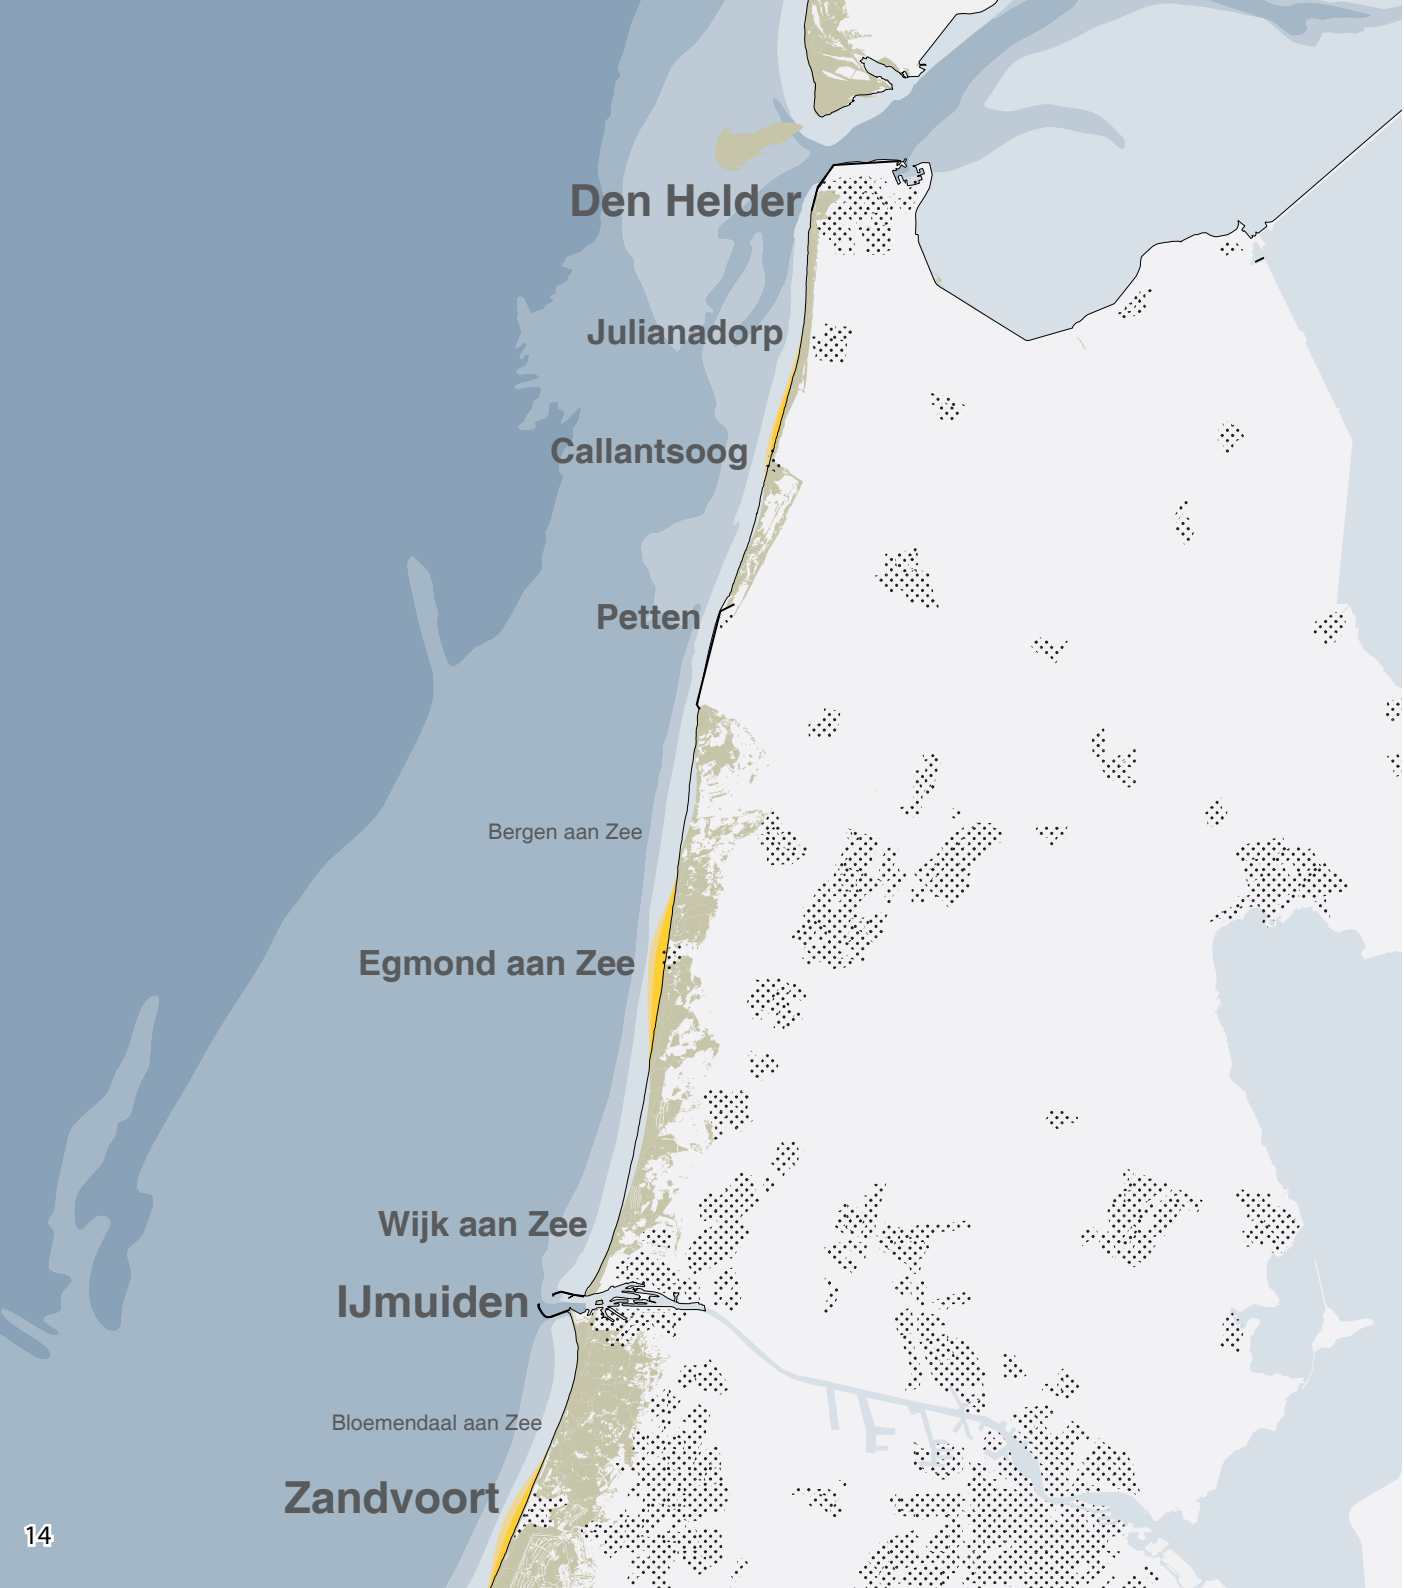 Den Helder
Julianadorp
Callantsoog
Petten
Bergen aan Zee
Egmond aan Zee
Wijk aan Zee
IJmuiden
Bloemendaal aan Zee
Zandvoort
14